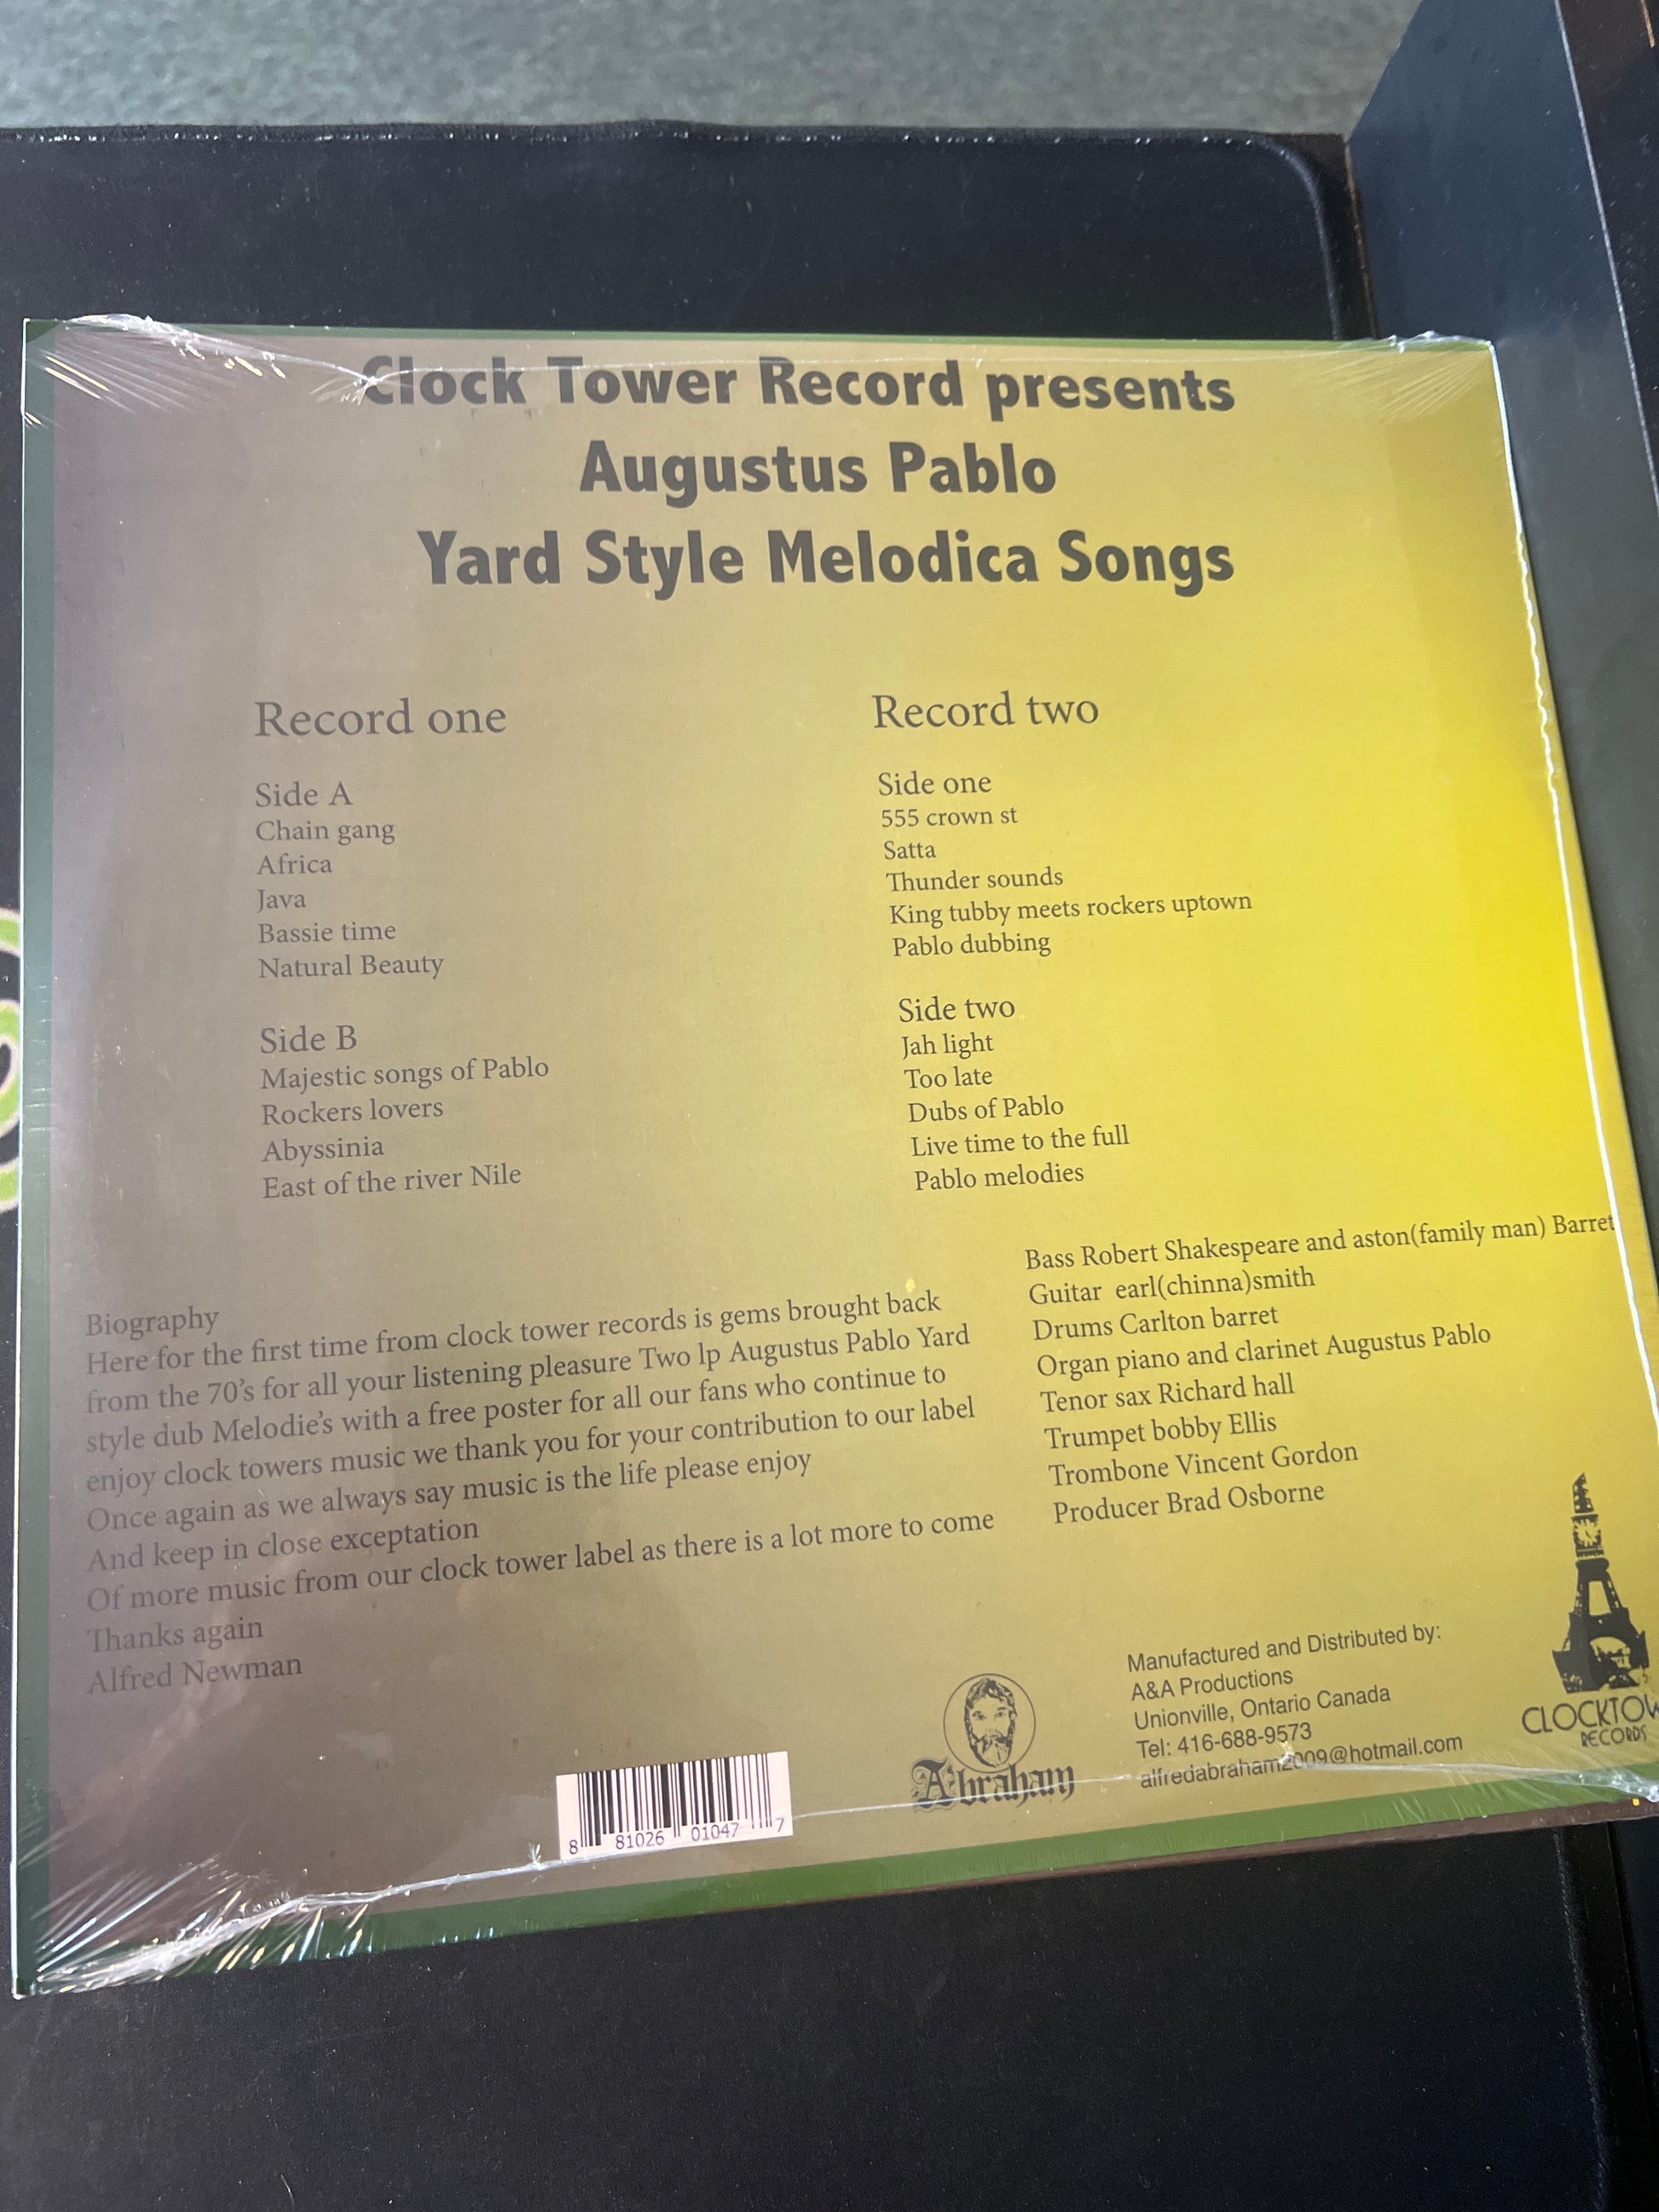 Clock Tower Record presents
Augustus Pablo
Yard Style Melodica Songs
Record one
Side A
Chain gang
Africa
Java
Bassie time
Natural Beauty
Side B
Majestic songs of Pablo
Rockers lovers
Abyssinia
East of the river Nile
Record two
Side one
555 crown st
Satta
Thunder sounds
King tubby meets rockers uptown
Pablo dubbing
Side two
Jah light
Too late
Dubs of Pablo
Live time to the full
Pablo melodies
Biography
Here for the first time from clock tower records is gems brought back
from the 70's for all your listening pleasure Two lp Augustus Pablo Yard
style dub Melodie's with a free poster for all our fans who continue to
enjoy clock towers music we thank you for your contribution to our label
Once again as we always say music is the life please enjoy
And keep in close exceptation
Of more music from our clock tower label as there is a lot more to come
Thanks again
Alfred Newman
Bass Robert Shakespeare and aston(family man) Barret
Guitar earl(chinna)smith
Drums Carlton barret
Organ piano and clarinet Augustus Pablo
Tenor sax Richard hall
Trumpet bobby Ellis
Trombone Vincent Gordon
Producer Brad Osborne
8 81026 01047 7
Abraham
Manufactured and Distributed by:
A&A Productions
Unionville, Ontario Canada
Tel: 416-688-9573
alfredabraham2009@hotmail.com
CLOCKTOW
RECORDS